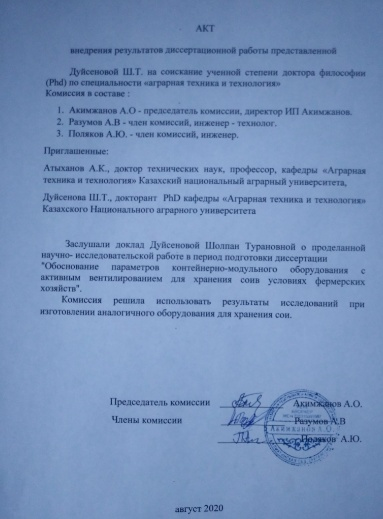 АКТ
внедрения результатов диссертационной работы представленной
Дуйсеновой Ш.Т. на соискание ученной степени доктора философии
(Phd) по специальности «аграрная техника и технология»
Комиссия в составе :
1. Акимжанов А.О - председатель комиссии, директор ИП Акимжанов.
2. Разумов А.В - член комиссий, инженер - технолог.
3. Поляков А.Ю. - член комиссий, инженер.
Приглашенные:
Атыханов А.К., доктор технических наук, профессор, кафедры «Аграрная
техника и технология» Казахский национальный аграрный университета,
Дуйсенова Ш.Т., докторант PhD кафедры «Аграрная техника и технология»
Казахского Национального аграрного университета
Заслушали доклад Дуйсеновой Шолпан Турановной о проделанной
научно- исследовательской работе в период подготовки диссертации
"Обоснование параметров контейнерно-модульного оборудования с
активным вентилированием для хранения соив условиях фермерских
хозяйств".
Комиссия решила использовать результаты исследований при
изготовлении аналогичного оборудования для хранения сои.
Председатель комиссии Акимжанов А.О.
Члены комиссии Разумов А.В
Поляков А.Ю.
август 2020